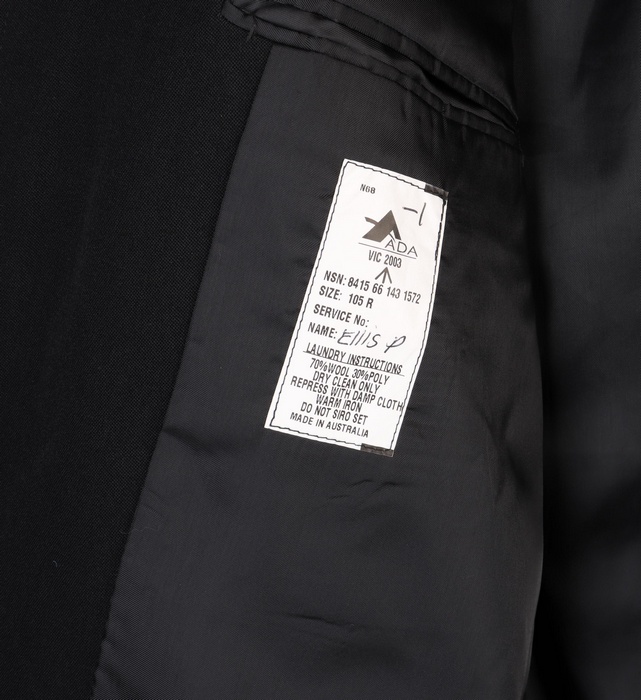 N68
-1
ADA
VIC 2003
NSN: 8415 66 143 1572
SIZE: 105 R
SERVICE No:
NAME: Ellis P
LAUNDRY INSTRUCTIONS
70%WOOL 30%POLY
DRY CLEAN ONLY
REPRESS WITH DAMP CLOTH
WARM IRON
DO NOT SIRO SET
MADE IN AUSTRALIA